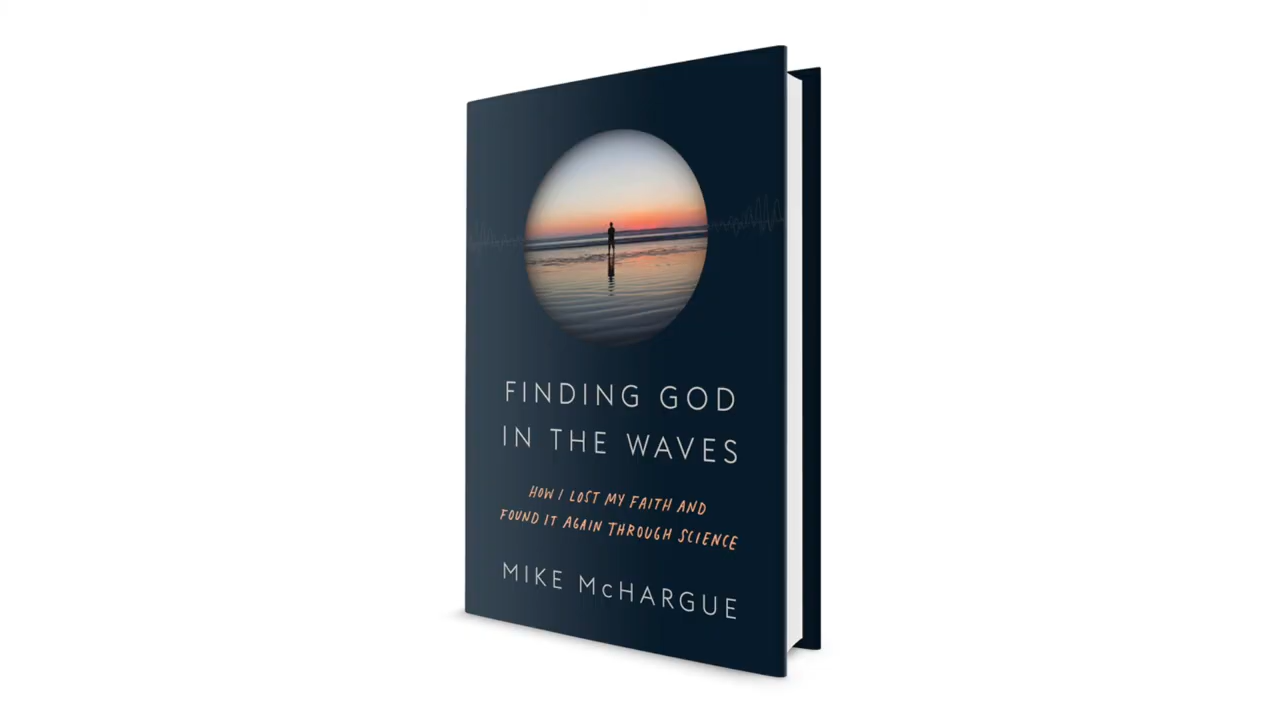 FINDING GOD
IN THE WAVES
HOW I LOST MY FAITH AND
FOUND IT AGAIN THROUGH SCIENCE
MIKE McHARGUE